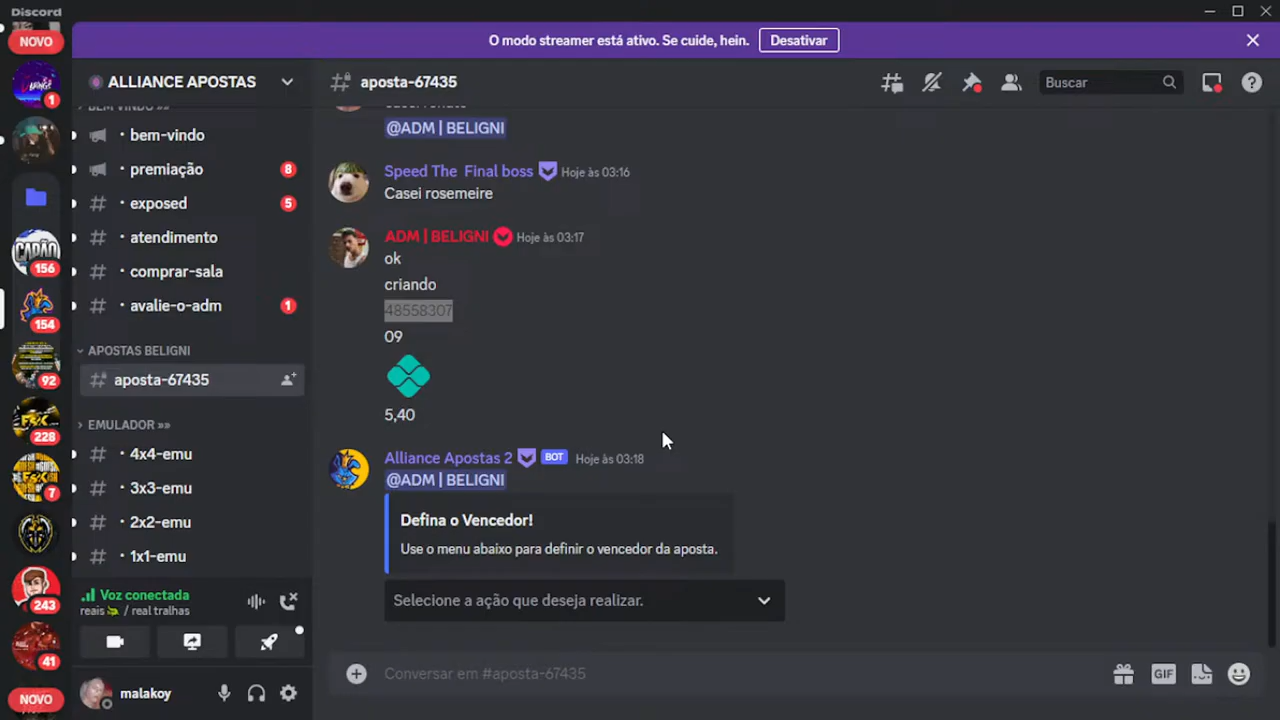 Discord
NOVO
1
156
154
92
228
7
243
41
NOVO
O modo streamer está ativo. Se cuide, hein.
Desativar
ALLIANCE APOSTAS
BEM VINDO »»
· bem-vindo
· premiação
8
· exposed
5
· atendimento
· comprar-sala
· avalie-o-adm
1
APOSTAS BELIGNI
aposta-67435
EMULADOR »»
· 4x4-emu
· 3x3-emu
· 2x2-emu
· 1x1-emu
Voz conectada
reais / real tralhas
malakoy
aposta-67435
Buscar
@ADM | BELIGNI
Speed The Final boss Hoje às 03:16
Casei rosemeire
ADM | BELIGNI Hoje às 03:17
ok
criando
48558307
09
5,40
Alliance Apostas 2 BOT Hoje às 03:18
@ADM | BELIGNI
Defina o Vencedor!
Use o menu abaixo para definir o vencedor da aposta.
Selecione a ação que deseja realizar.
Conversar em #aposta-67435
GIF